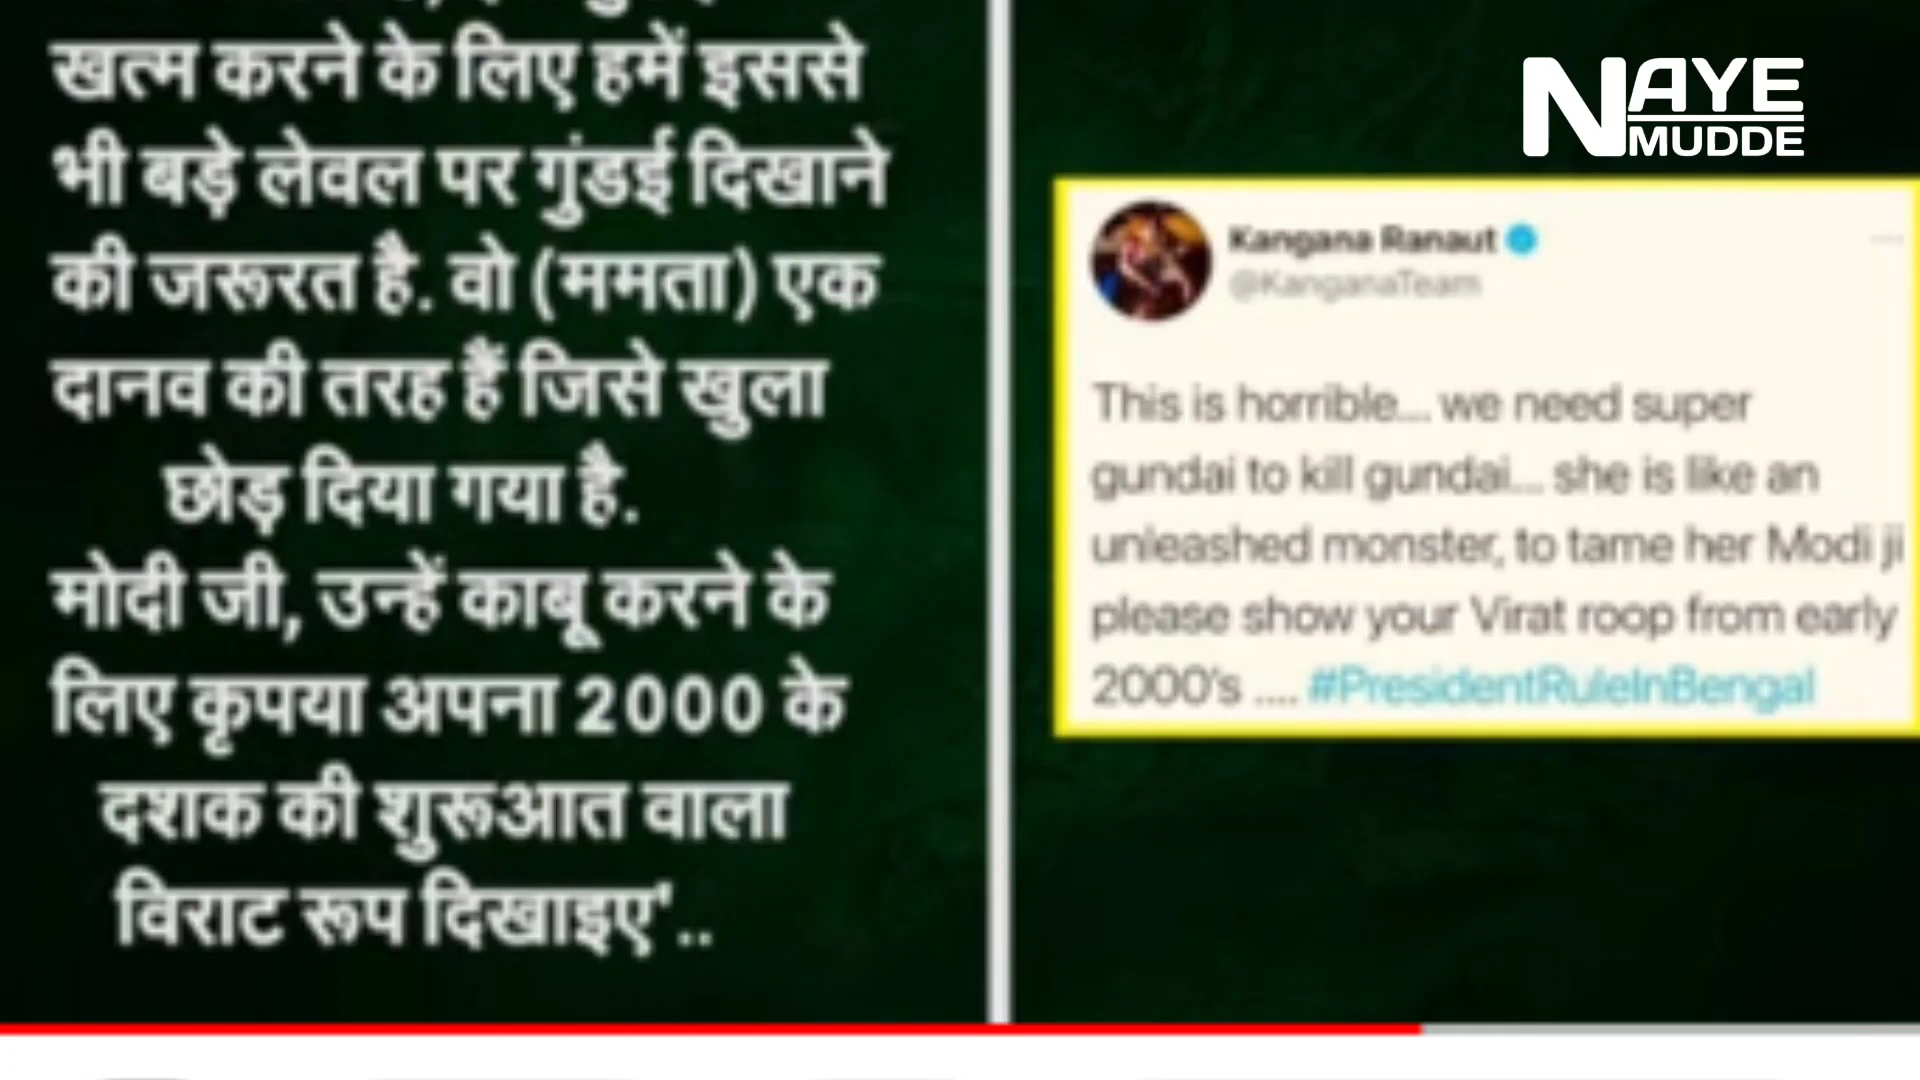 खत्म करने के लिए हमें इससे
भी बड़े लेवल पर गुंडई दिखाने
की जरूरत है. वो (ममता) एक
दानव की तरह हैं जिसे खुला
छोड़ दिया गया है.
मोदी जी, उन्हें काबू करने के
लिए कृपया अपना 2000 के
दशक की शुरूआत वाला
विराट रूप दिखाइए'..
NAYE
MUDDE
Kangana Ranaut
@KanganaTeam
This is horrible... we need super
gundai to kill gundai... she is like an
unleashed monster, to tame her Modi ji
please show your Virat roop from early
2000's .... #PresidentRuleInBengal